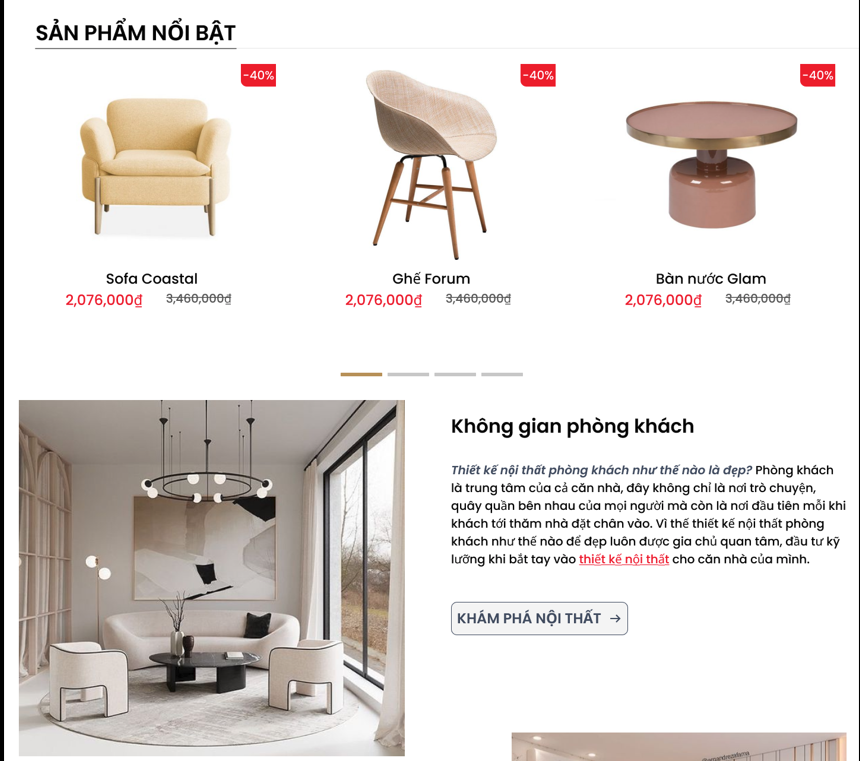 SẢN PHẨM NỔI BẬT
-40%
-40%
-40%
Sofa Coastal
Ghế Forum
Bàn nước Glam
2,076,000₫ 3,460,000₫
2,076,000₫ 3,460,000₫
2,076,000₫ 3,460,000₫
Không gian phòng khách
Thiết kế nội thất phòng khách như thế nào là đẹp? Phòng khách
là trung tâm của cả căn nhà, đây không chỉ là nơi trò chuyện,
quây quần bên nhau của mọi người mà còn là nơi đầu tiên mỗi khi
khách tới thăm nhà đặt chân vào. Vì thế thiết kế nội thất phòng
khách như thế nào để đẹp luôn được gia chủ quan tâm, đầu tư kỹ
lưỡng khi bắt tay vào thiết kế nội thất cho căn nhà của mình.
KHÁM PHÁ NỘI THẤT →